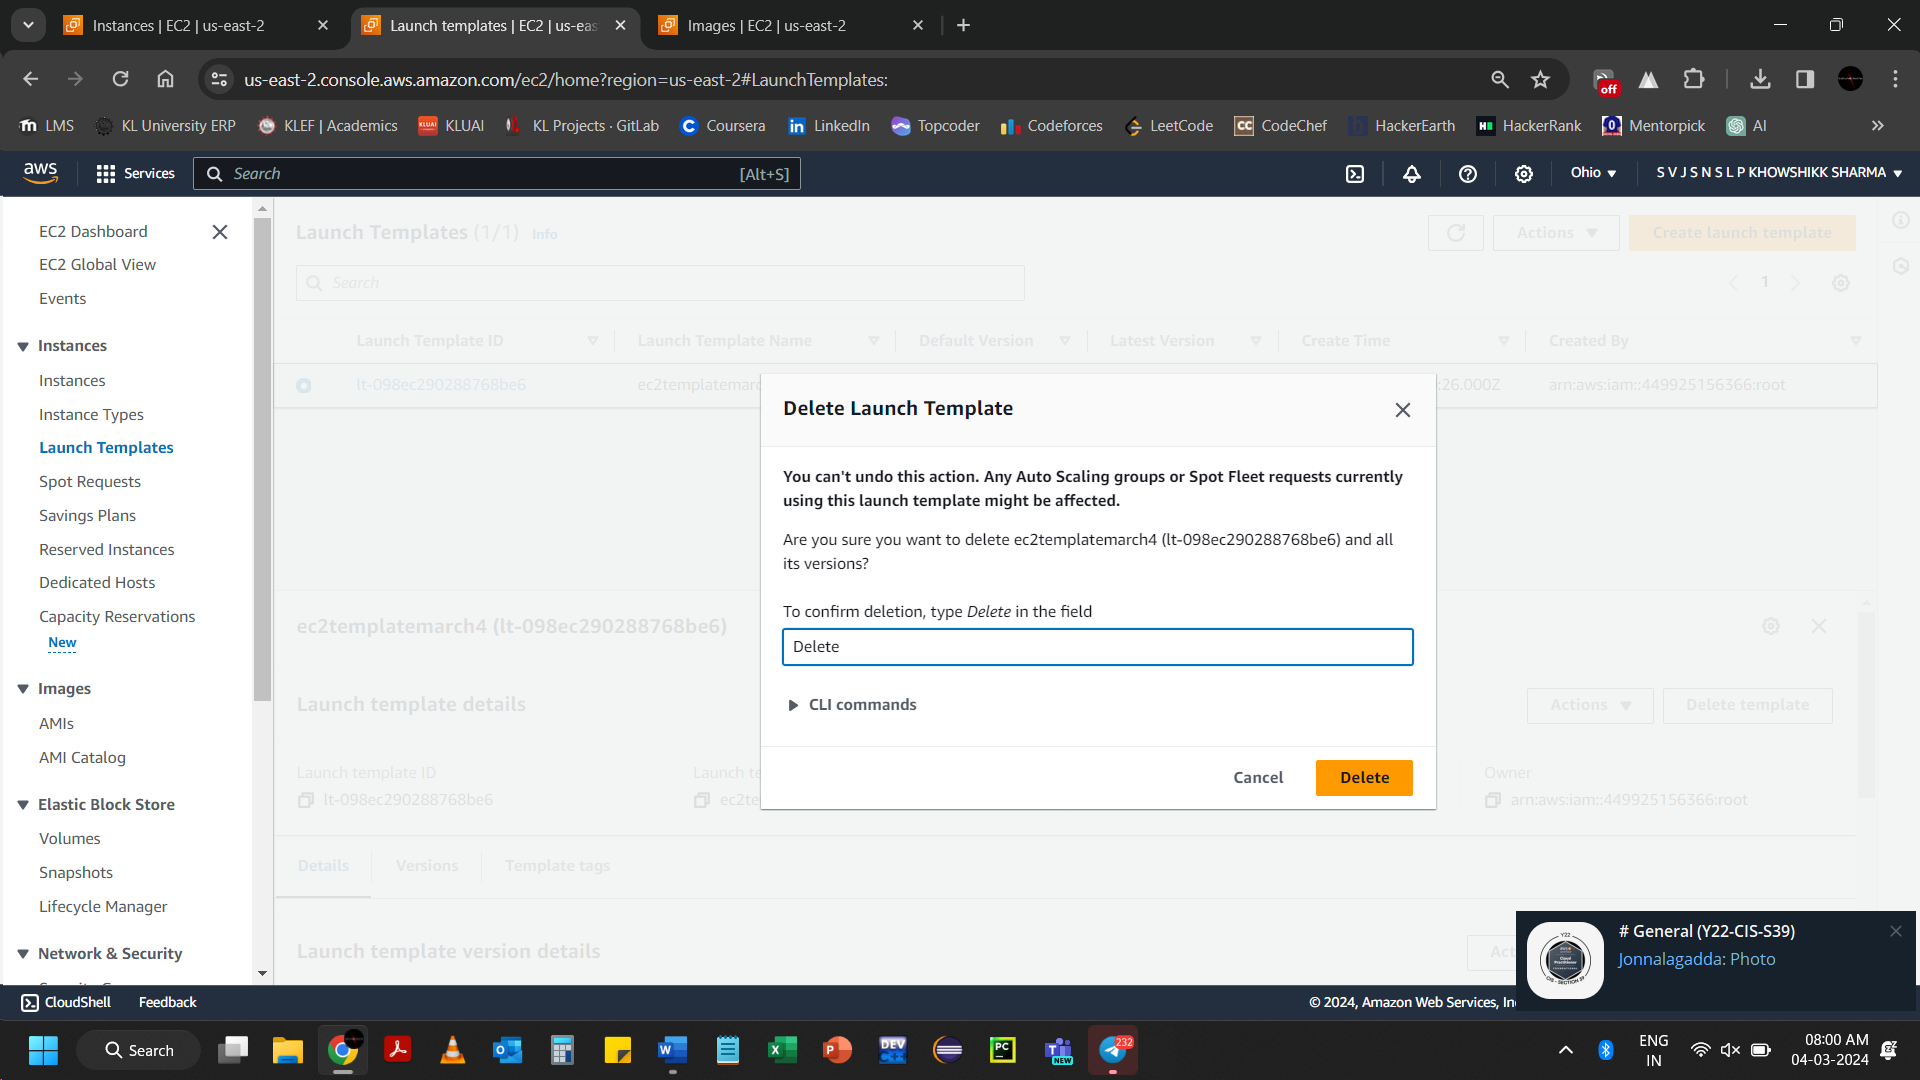 Instances | EC2 | us-east-2
Launch templates | EC2 | us-eas
Images | EC2 | us-east-2
us-east-2.console.aws.amazon.com/ec2/home?region=us-east-2#LaunchTemplates:
off
LMS
KL University ERP
KLEF | Academics
KLUAI
KL Projects · GitLab
Coursera
LinkedIn
Topcoder
Codeforces
LeetCode
CodeChef
HackerEarth
HackerRank
Mentorpick
AI
aws
Services
Search
[Alt+S]
Ohio
S V J S N S L P KHOWSHIKK SHARMA
EC2 Dashboard
EC2 Global View
Events
Instances
Instances
Instance Types
Launch Templates
Spot Requests
Savings Plans
Reserved Instances
Dedicated Hosts
Capacity Reservations
New
Images
AMIs
AMI Catalog
Elastic Block Store
Volumes
Snapshots
Lifecycle Manager
Network & Security
Launch Templates (1/1) Info
Actions
Create launch template
Search
1
Launch Template ID
Launch Template Name
Default Version
Latest Version
Create Time
Created By
lt-098ec290288768be6
ec2templatemarc
:26.000Z
arn:aws:iam::449925156366:root
Delete Launch Template
You can't undo this action. Any Auto Scaling groups or Spot Fleet requests currently
using this launch template might be affected.
Are you sure you want to delete ec2templatemarch4 (lt-098ec290288768be6) and all
its versions?
To confirm deletion, type Delete in the field
Delete
CLI commands
Cancel
Delete
ec2templatemarch4 (lt-098ec290288768be6)
Launch template details
Actions
Delete template
Launch template ID
lt-098ec290288768be6
Launch te
ec2te
Owner
arn:aws:iam::449925156366:root
Details
Versions
Template tags
Launch template version details
Act
# General (Y22-CIS-S39)
Jonnalagadda: Photo
CloudShell
Feedback
© 2024, Amazon Web Services, In
Search
232
ENG
IN
08:00 AM
04-03-2024